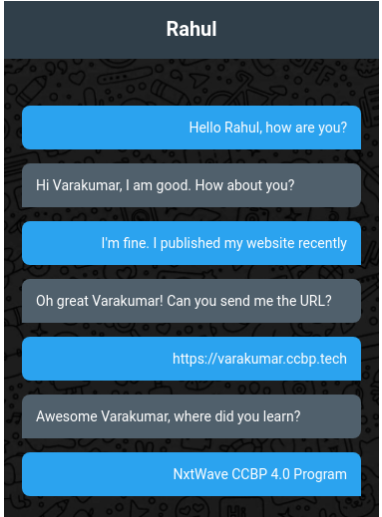 Rahul
Hello Rahul, how are you?
Hi Varakumar, I am good. How about you?
I'm fine. I published my website recently
Oh great Varakumar! Can you send me the URL?
https://varakumar.ccbp.tech
Awesome Varakumar, where did you learn?
NxtWave CCBP 4.0 Program